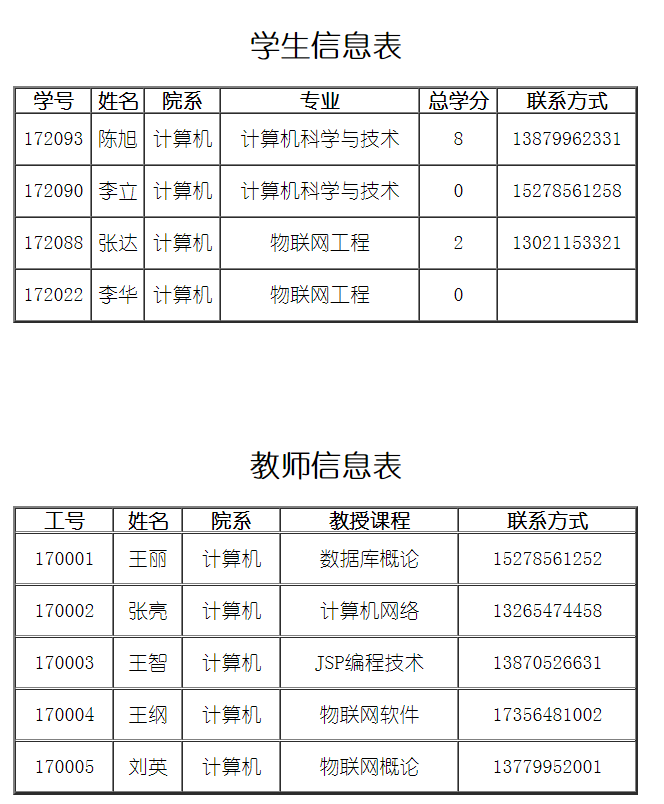 学生信息表
学号 姓名 院系 专业 总学分 联系方式
172093 陈旭 计算机 计算机科学与技术 8 13879962331
172090 李立 计算机 计算机科学与技术 0 15278561258
172088 张达 计算机 物联网工程 2 13021153321
172022 李华 计算机 物联网工程 0
教师信息表
工号 姓名 院系 教授课程 联系方式
170001 王丽 计算机 数据库概论 15278561252
170002 张亮 计算机 计算机网络 13265474458
170003 王智 计算机 JSP编程技术 13870526631
170004 王纲 计算机 物联网软件 17356481002
170005 刘英 计算机 物联网概论 13779952001